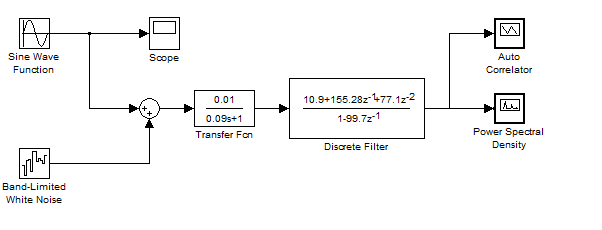 Sine Wave
Function
Scope
Auto
Correlator
0.01
0.09s+1
Transfer Fcn
10.9+155.28z-1+77.1z-2
1-99.7z-1
Discrete Filter
Power Spectral
Density
Band-Limited
White Noise